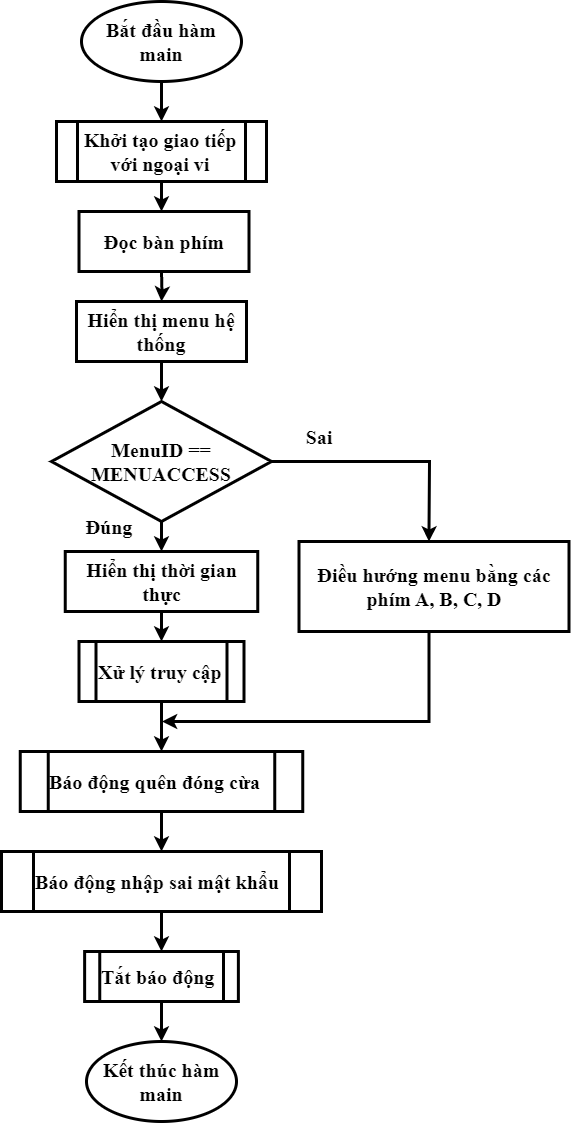 Bắt đầu hàm
main
Khởi tạo giao tiếp
với ngoại vi
Đọc bàn phím
Hiển thị menu hệ
thống
MenuID ==
MENUACCESS
Sai
Đúng
Hiển thị thời gian
thực
Điều hướng menu bằng các
phím A, B, C, D
Xử lý truy cập
Báo động quên đóng cừa
Báo động nhập sai mật khẩu
Tắt báo động
Kết thúc hàm
main